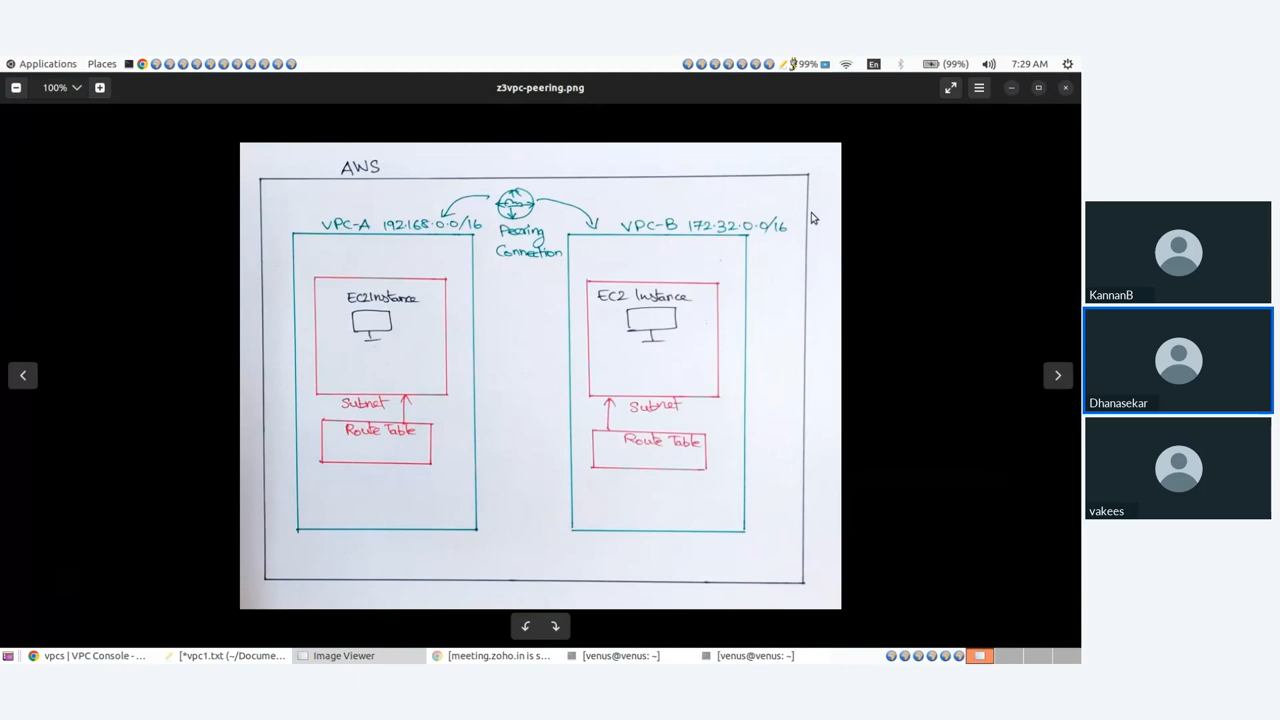 Applications Places
99% En (99%) 7:29 AM
100%
z3vpc-peering.png
AWS
VPC-A 192.168.0.0/16
Peering
Connection
VPC-B 172.32.0.0/16
EC2Instance
EC2 Instance
Subnet
Subnet
Route Table
Route Table
KannanB
Dhanasekar
vakees
vpcs | VPC Console - ...
[*vpc1.txt (~/Docume...
Image Viewer
[meeting.zoho.in is s...
[venus@venus: ~]
[venus@venus: ~]